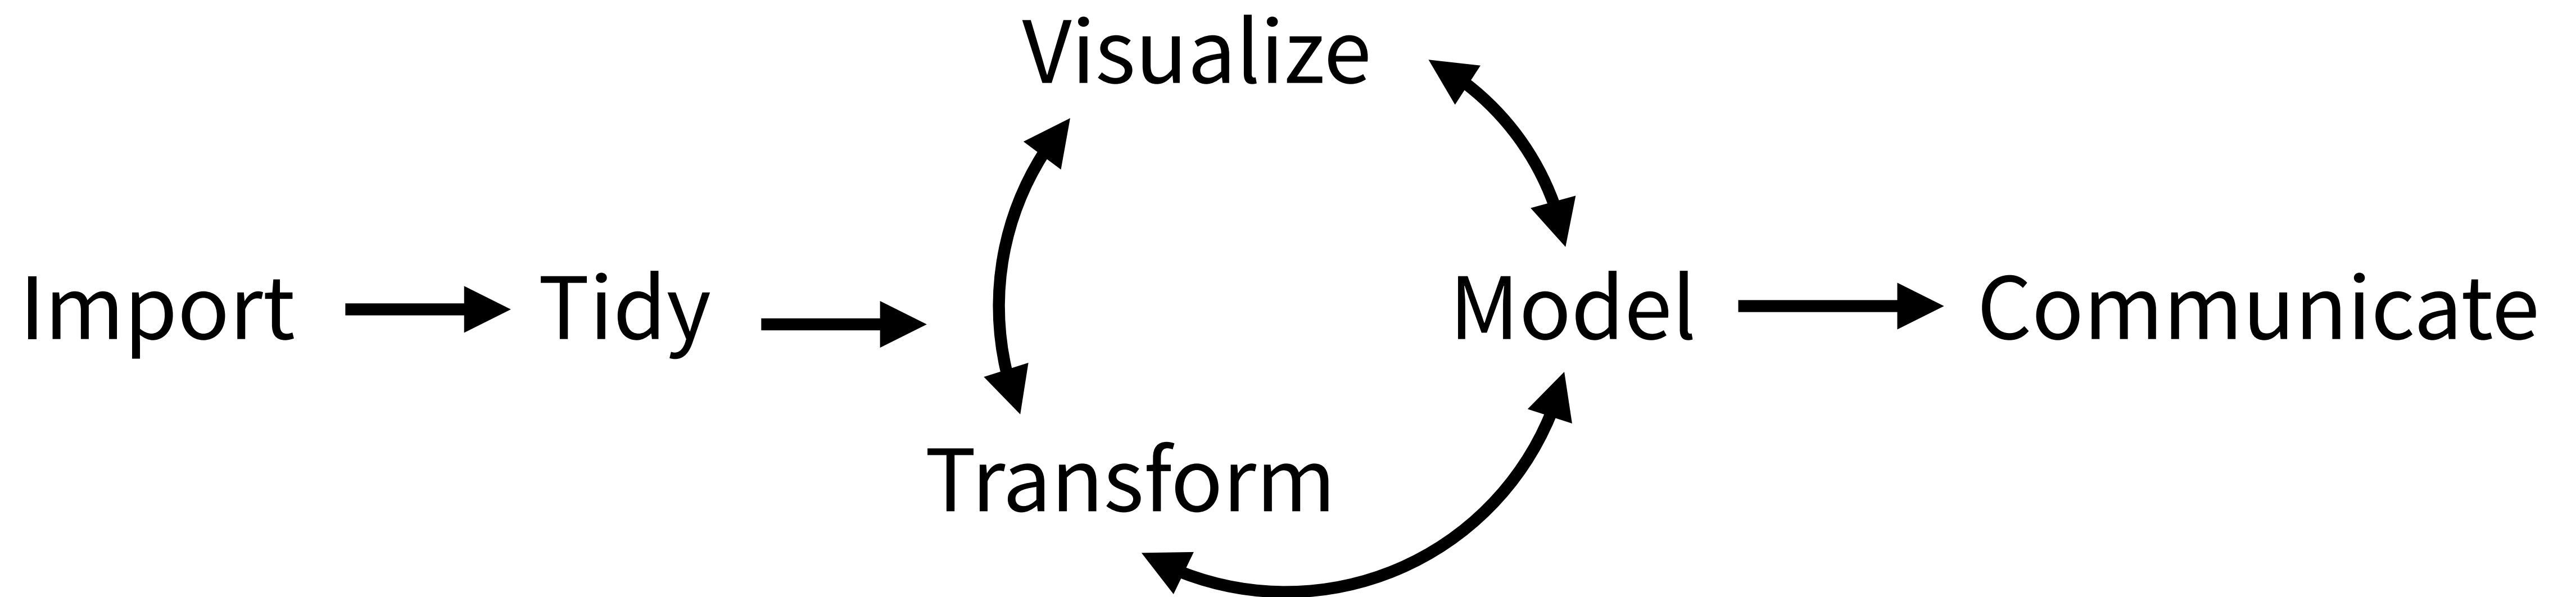 Visualize
Import
Tidy
Model
Communicate
Transform